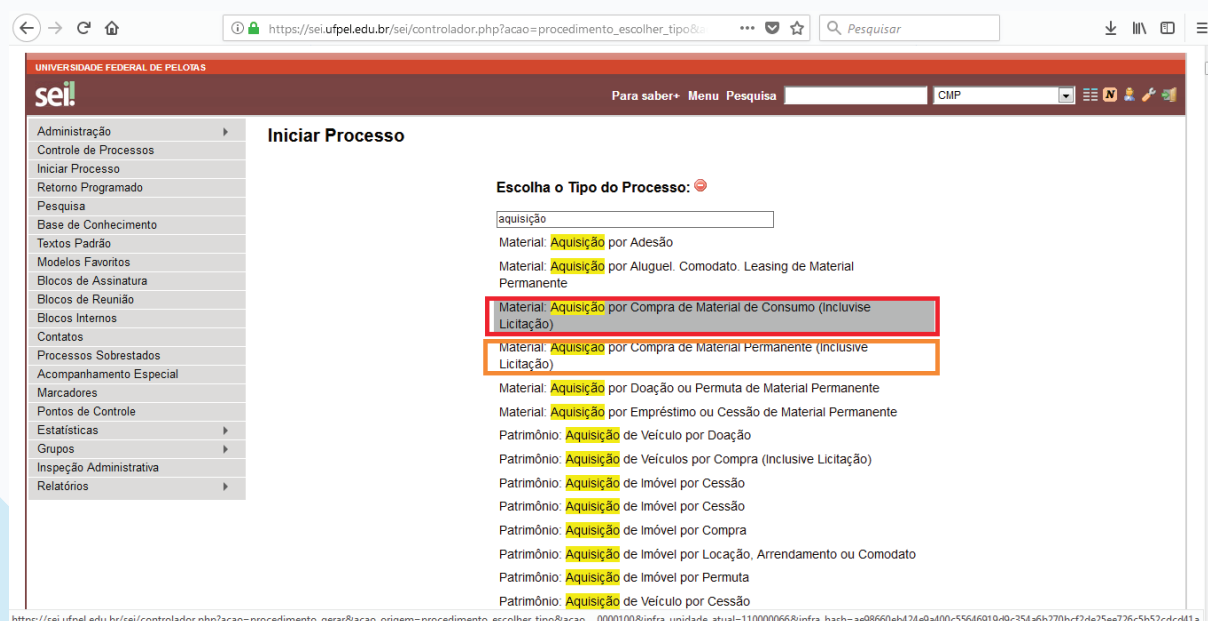 https://sei.ufpel.edu.br/sei/controlador.php?acao=procedimento_escolher_tipo&
Pesquisar
UNIVERSIDADE FEDERAL DE PELOTAS
sei!
Para saber+ Menu Pesquisa
CMP
N
Administração
Controle de Processos
Iniciar Processo
Retorno Programado
Pesquisa
Base de Conhecimento
Textos Padrão
Modelos Favoritos
Blocos de Assinatura
Blocos de Reunião
Blocos Internos
Contatos
Processos Sobrestados
Acompanhamento Especial
Marcadores
Pontos de Controle
Estatísticas
Grupos
Inspeção Administrativa
Relatórios
Iniciar Processo
Escolha o Tipo do Processo:
aquisição
Material: Aquisição por Adesão
Material: Aquisição por Aluguel. Comodato. Leasing de Material
Permanente
Material: Aquisição por Compra de Material de Consumo (Incluvise
Licitação)
Material: Aquisição por Compra de Material Permanente (Inclusive
Licitação)
Material: Aquisição por Doação ou Permuta de Material Permanente
Material: Aquisição por Empréstimo ou Cessão de Material Permanente
Patrimônio: Aquisição de Veículo por Doação
Patrimônio: Aquisição de Veículos por Compra (Inclusive Licitação)
Patrimônio: Aquisição de Imóvel por Cessão
Patrimônio: Aquisição de Imóvel por Cessão
Patrimônio: Aquisição de Imóvel por Compra
Patrimônio: Aquisição de Imóvel por Locação, Arrendamento ou Comodato
Patrimônio: Aquisição de Imóvel por Permuta
Patrimônio: Aquisição de Veículo por Cessão